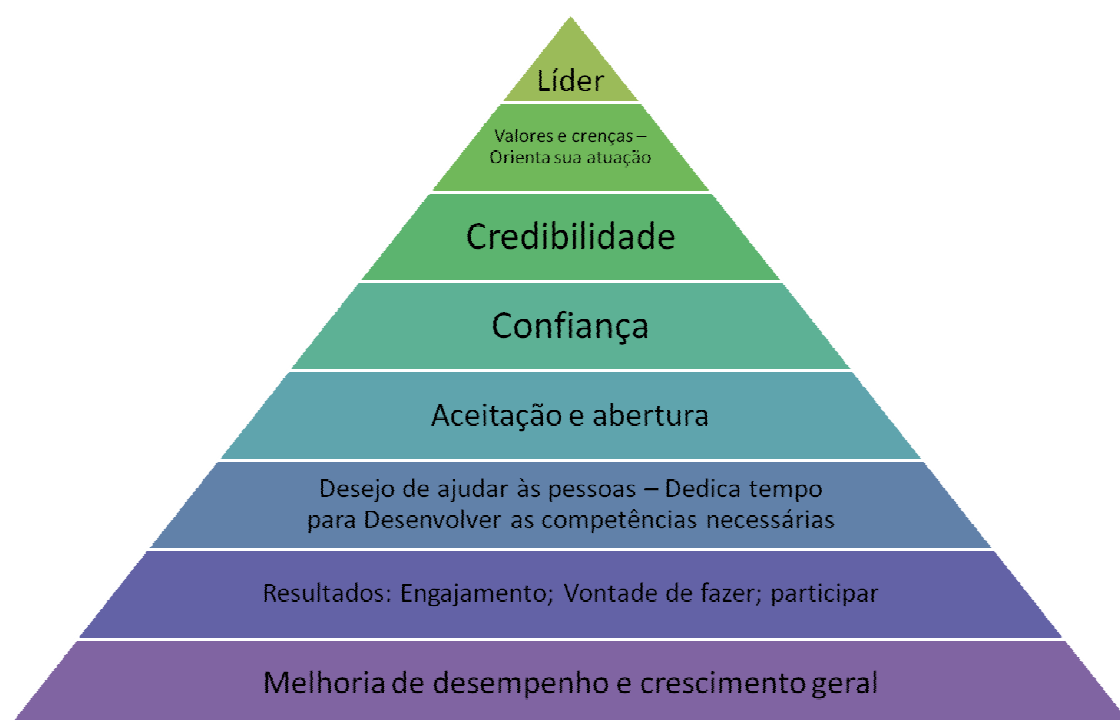 Líder
Valores e crenças –
Orienta sua atuação
Credibilidade
Confiança
Aceitação e abertura
Desejo de ajudar às pessoas – Dedica tempo
para Desenvolver as competências necessárias
Resultados: Engajamento; Vontade de fazer; participar
Melhoria de desempenho e crescimento geral